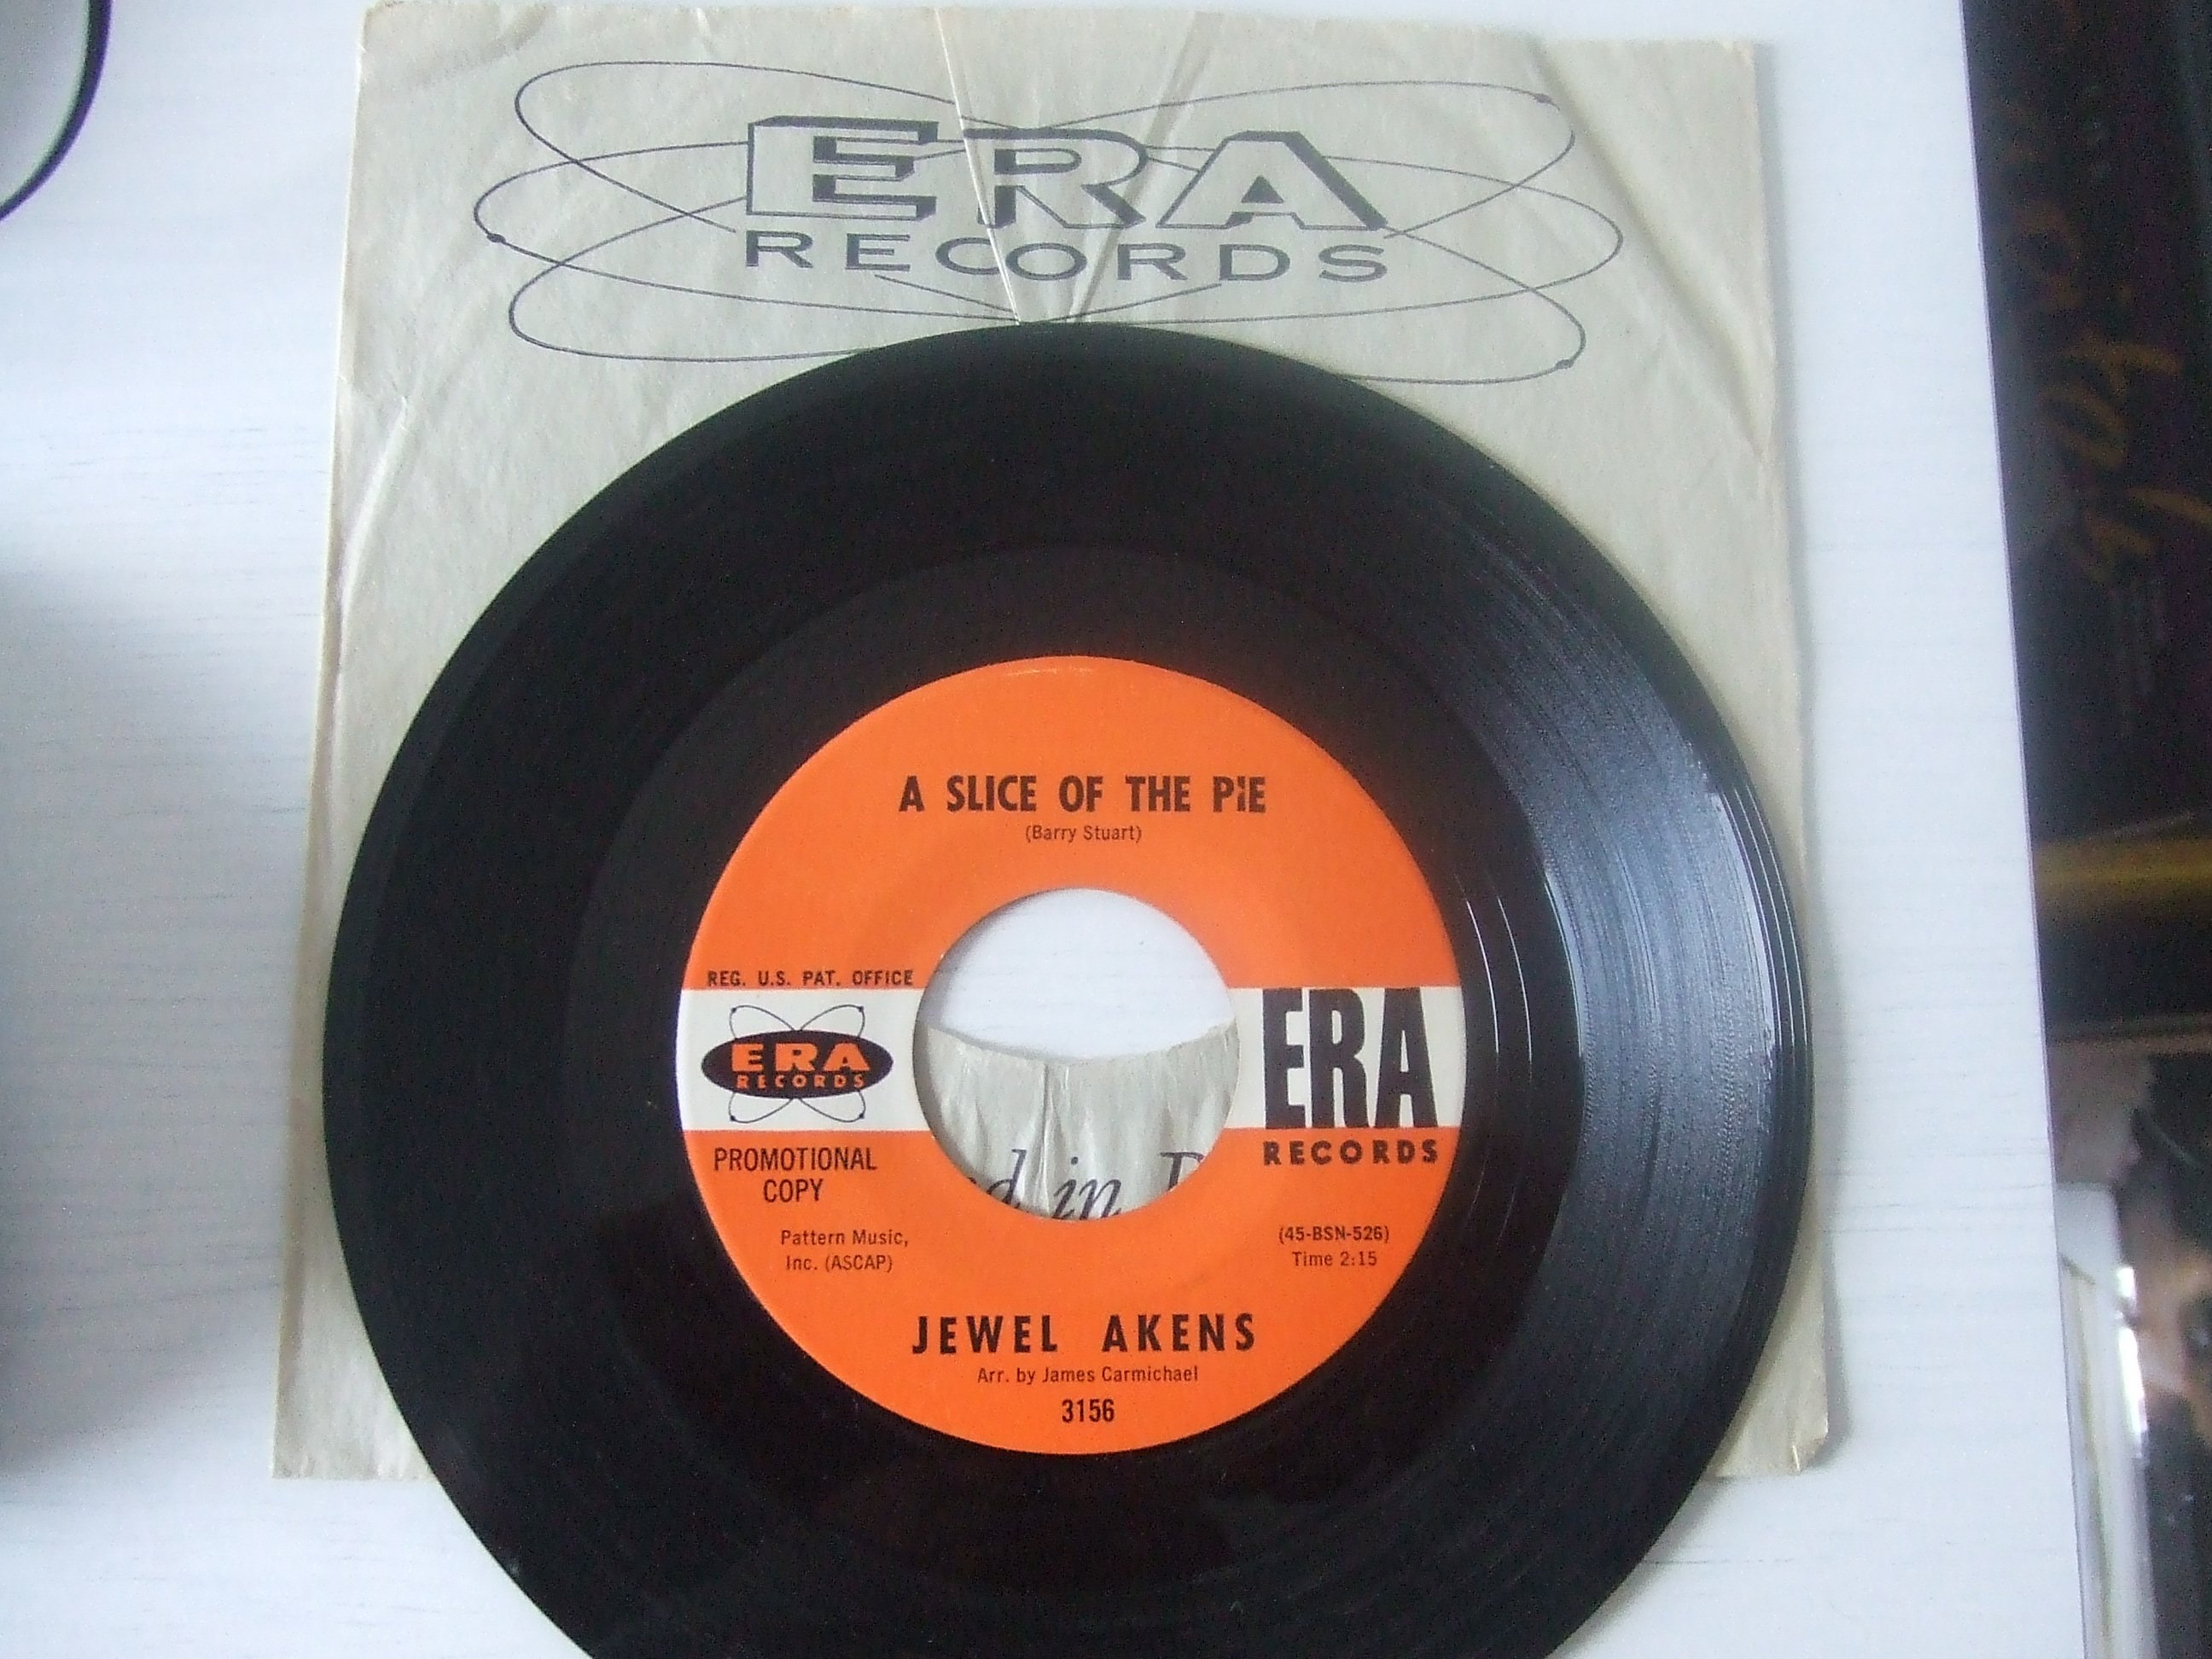 ERA
RECORDS
A SLICE OF THE PIE
(Barry Stuart)
REG. U.S. PAT. OFFICE
ERA
RECORDS
ERA
RECORDS
PROMOTIONAL
COPY
in
Pattern Music,
Inc. (ASCAP)
(45-BSN-526)
Time 2:15
JEWEL AKENS
Arr. by James Carmichael
3156